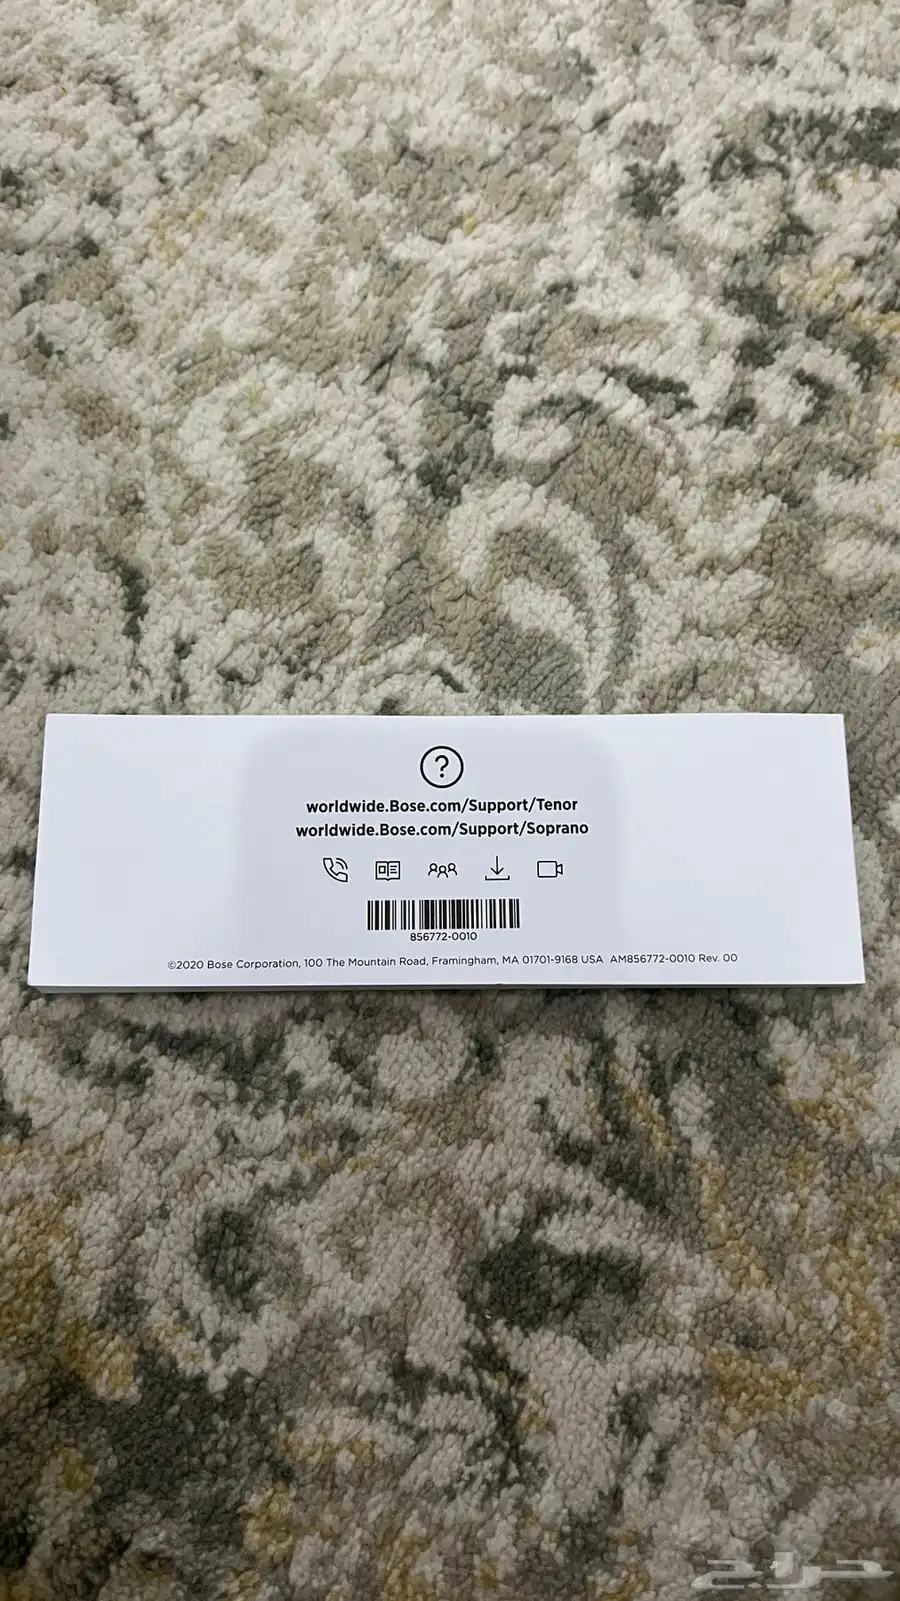 ?
worldwide.Bose.com/Support/Tenor
worldwide.Bose.com/Support/Soprano
856772-0010
©2020 Bose Corporation, 100 The Mountain Road, Framingham, MA 01701-9168 USA AM856772-0010 Rev. 00
حراج